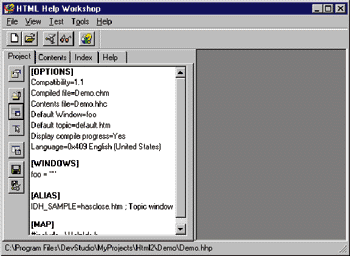 HTML Help Workshop
File View Test Tools Help
Project Contents Index Help
[OPTIONS]
Compatibility=1.1
Compiled file=Demo.chm
Contents file=Demo.hhc
Default Window=foo
Default topic=default.htm
Display compile progress=Yes
Language=0x409 English (United States)
[WINDOWS]
foo = ""
[ALIAS]
IDH_SAMPLE=hasclose.htm ; Topic window
[MAP]
C:\Program Files\DevStudio\MyProjects\Html2\Demo\Demo.hhp